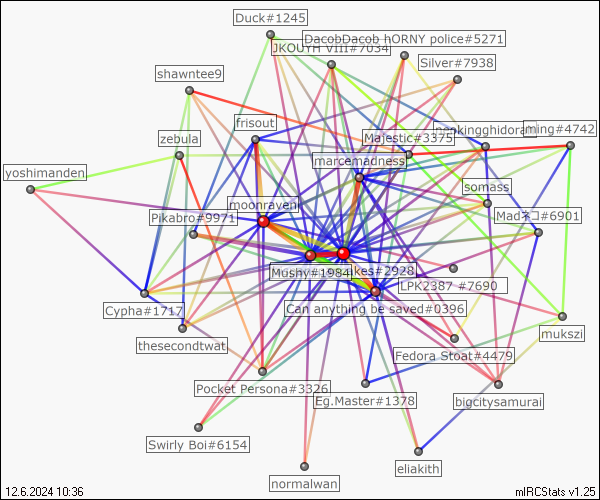 Duck#1245
DacobDacob hORNY police#5271
JKOUYH VIII#7034
Silver#7938
shawntee9
frisout
ming#4742
Majestic#3375
zebula
marcemadness
yoshimanden
somass
moonraveni
Pikabro#9971
Madネコ#6901
Mushy#1984
akes#2928
LPK2387 #7690
Cypha#1717
Can anything be saved#0396
mukszi
thesecondtwat
Fedora Stoat#4479
Pocket Persona#3326
Eg.Master#1378
bigcitysamurai
Swirly Boi#6154
eliakith
normalwan
12.6.2024 10:36
mIRCStats v1.25